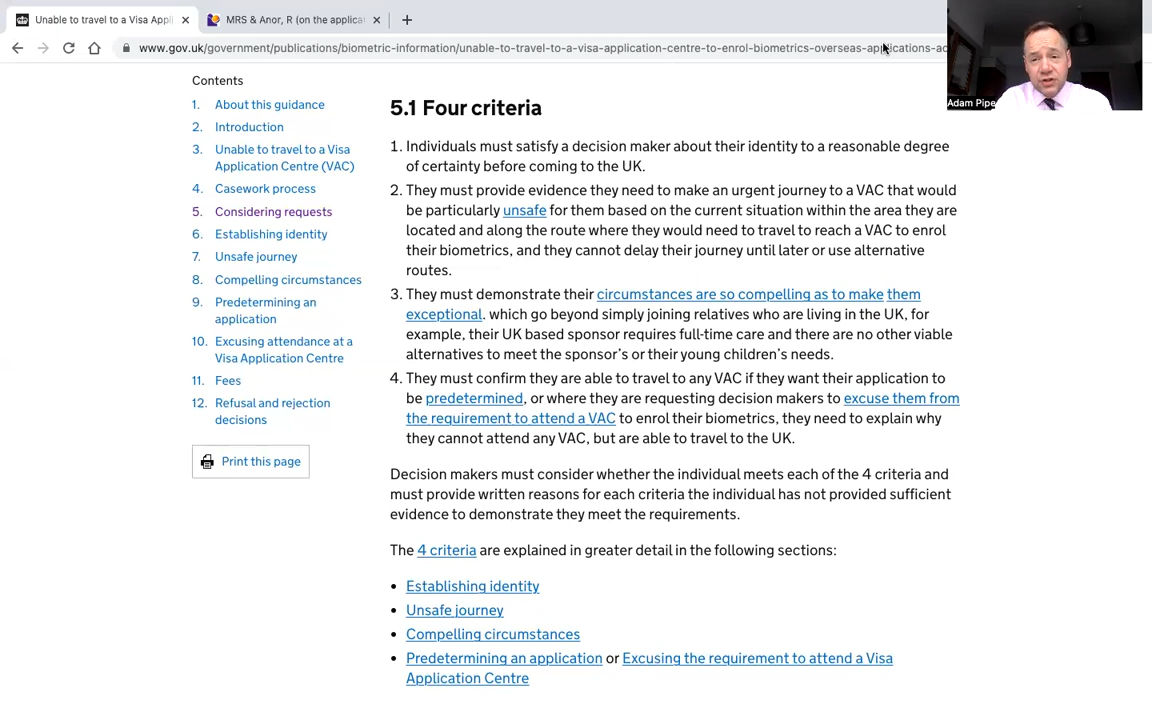 Unable to travel to a Visa Appli
MRS & Anor, R (on the applica
www.gov.uk/government/publications/biometric-information/unable-to-travel-to-a-visa-application-centre-to-enrol-biometrics-overseas-applications-ac
Adam Pipe
Contents
1. About this guidance
2. Introduction
3. Unable to travel to a Visa
Application Centre (VAC)
4. Casework process
5. Considering requests
6. Establishing identity
7. Unsafe journey
8. Compelling circumstances
9. Predetermining an
application
10. Excusing attendance at a
Visa Application Centre
11. Fees
12. Refusal and rejection
decisions
Print this page
5.1 Four criteria
1. Individuals must satisfy a decision maker about their identity to a reasonable degree
of certainty before coming to the UK.
2. They must provide evidence they need to make an urgent journey to a VAC that would
be particularly unsafe for them based on the current situation within the area they are
located and along the route where they would need to travel to reach a VAC to enrol
their biometrics, and they cannot delay their journey until later or use alternative
routes.
3. They must demonstrate their circumstances are so compelling as to make them
exceptional. which go beyond simply joining relatives who are living in the UK, for
example, their UK based sponsor requires full-time care and there are no other viable
alternatives to meet the sponsor's or their young children's needs.
4. They must confirm they are able to travel to any VAC if they want their application to
be predetermined, or where they are requesting decision makers to excuse them from
the requirement to attend a VAC to enrol their biometrics, they need to explain why
they cannot attend any VAC, but are able to travel to the UK.
Decision makers must consider whether the individual meets each of the 4 criteria and
must provide written reasons for each criteria the individual has not provided sufficient
evidence to demonstrate they meet the requirements.
The 4 criteria are explained in greater detail in the following sections:
• Establishing identity
• Unsafe journey
• Compelling circumstances
• Predetermining an application or Excusing the requirement to attend a Visa
Application Centre